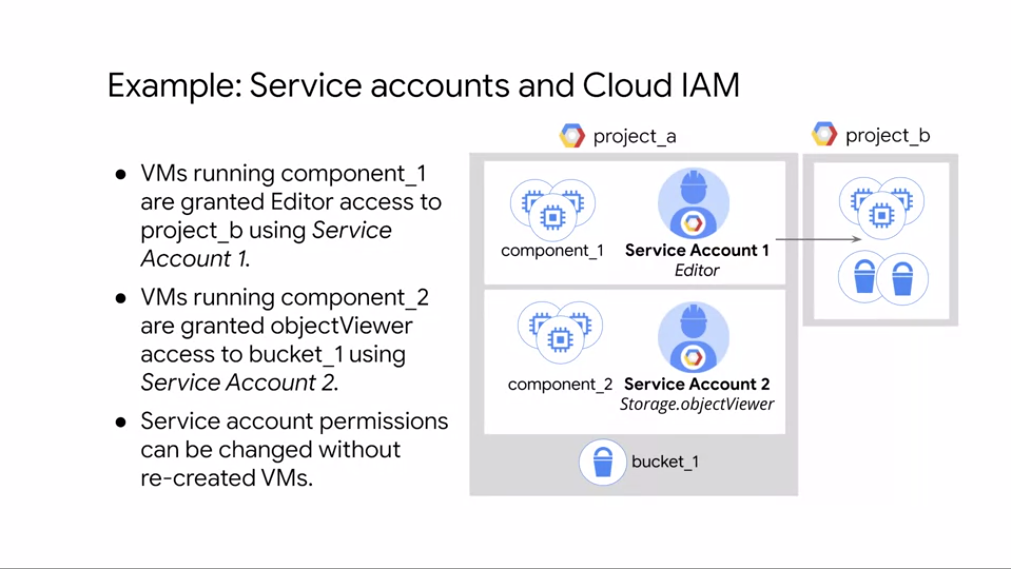 Example: Service accounts and Cloud IAM
● VMs running component_1
are granted Editor access to
project_b using Service
Account 1.
● VMs running component_2
are granted objectViewer
access to bucket_1 using
Service Account 2.
● Service account permissions
can be changed without
re-created VMs.
project_a
component_1
Service Account 1
Editor
component_2
Service Account 2
Storage.objectViewer
bucket_1
project_b